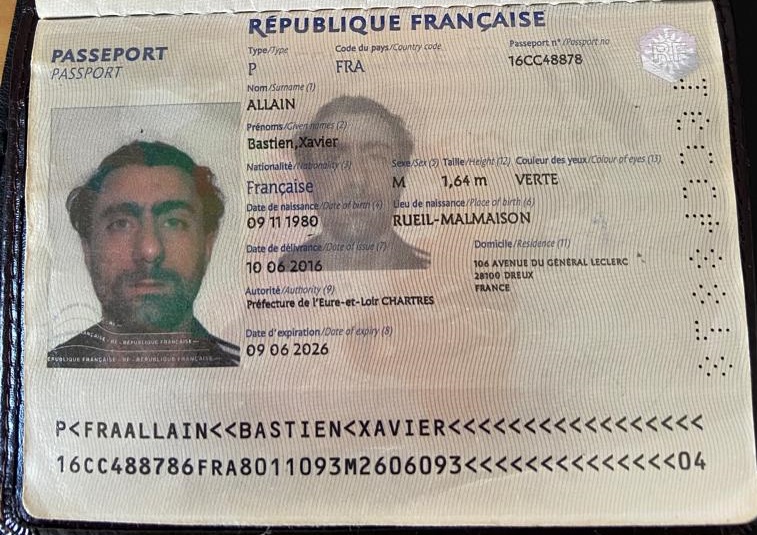 RÉPUBLIQUE FRANÇAISE
PASSEPORT
PASSPORT
Type/Type Code du pays/Country code Passeport n°/Passport no
P FRA 16CC48878
Nom/Surname (1)
ALLAIN
Prénoms/Given names (2)
Bastien,Xavier
Nationalité/Nationality (3) Sexe/Sex (5) Taille/Height (12) Couleur des yeux/Colour of eyes (13)
Française M 1,64 m VERTE
Date de naissance/Date of birth (4) Lieu de naissance/Place of birth (6)
09 11 1980 RUEIL-MALMAISON
Date de délivrance/Date of issue (7) Domicile/Residence (11)
10 06 2016 106 AVENUE DU GÉNÉRAL LECLERC
28100 DREUX
FRANCE
Autorité/Authority (9)
Préfecture de l'Eure-et-Loir CHARTRES
Date d'expiration/Date of expiry (8)
09 06 2026
P<FRAALLAIN<<BASTIEN<XAVIER<<<<<<<<<<<<<<<<<
16CC488786FRA8011093M2606093<<<<<<<<<<<<<<04